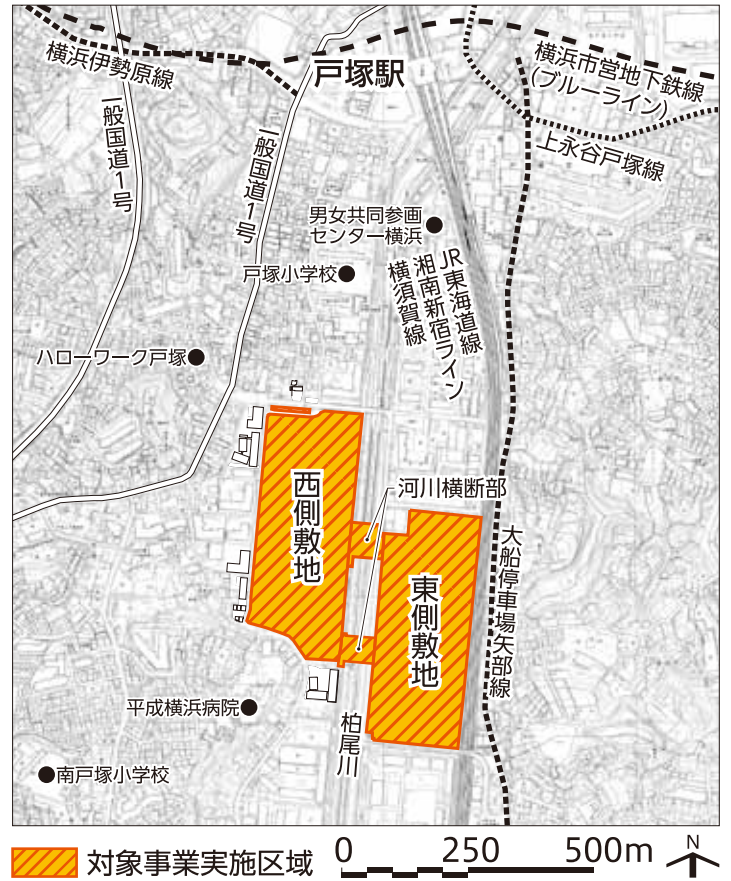 横浜伊勢原線
戸塚駅
横浜市営地下鉄線
(ブルーライン)
上永谷戸塚線
一般国道1号
一般国道1号
男女共同参画
センター横浜
戸塚小学校
JR東海道線
湘南新宿ライン
横須賀線
ハローワーク戸塚
西側敷地
河川横断部
東側敷地
大船停車場矢部線
平成横浜病院
柏尾川
南戸塚小学校
対象事業実施区域
0 250 500m
N